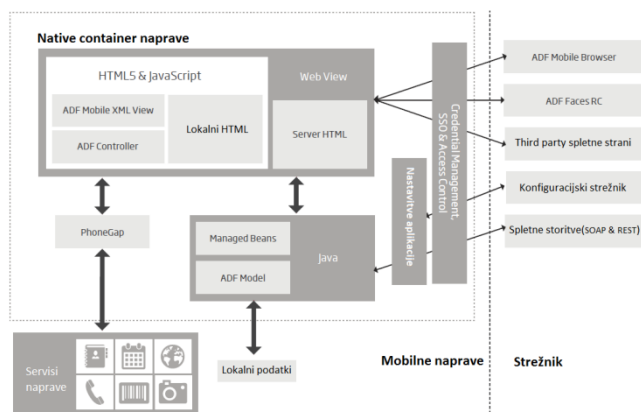 Native container naprave
HTML5 & JavaScript
Web View
ADF Mobile XML View
ADF Controller
Lokalni HTML
Server HTML
Credential Management,
SSO & Access Control
Nastavitve aplikacije
PhoneGap
Managed Beans
ADF Model
Java
Servisi
naprave
Lokalni podatki
Mobilne naprave
Strežnik
ADF Mobile Browser
ADF Faces RC
Third party spletne strani
Konfiguracijski strežnik
Spletne storitve(SOAP & REST)